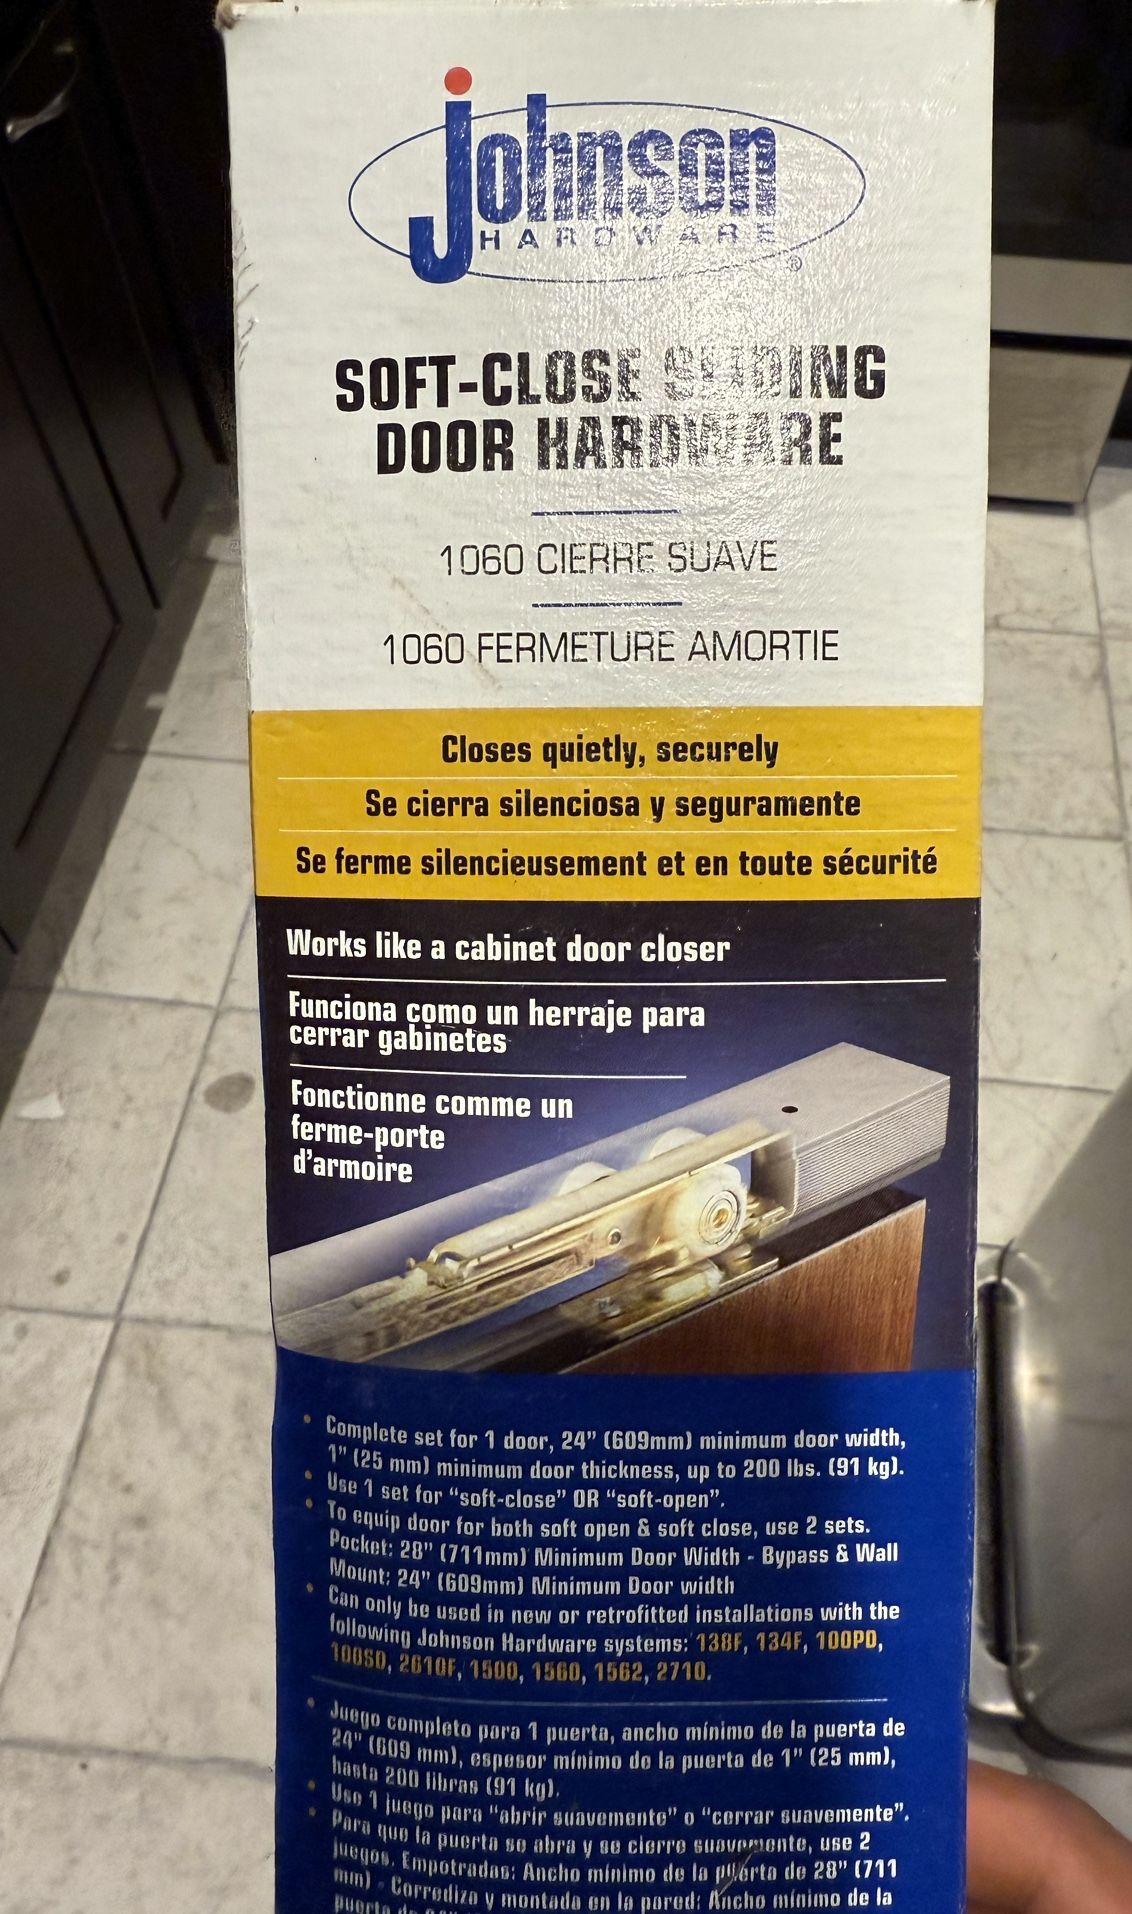 Johnson
HARDWARE
®
SOFT-CLOSE SLIDING
DOOR HARDWARE
1060 CIERRE SUAVE
1060 FERMETURE AMORTIE
Closes quietly, securely
Se cierra silenciosa y seguramente
Se ferme silencieusement et en toute sécurité
Works like a cabinet door closer
Funciona como un herraje para
cerrar gabinetes
Fonctionne comme un
ferme-porte
d'armoire
• Complete set for 1 door, 24" (609mm) minimum door width,
1" (25 mm) minimum door thickness, up to 200 lbs. (91 kg).
• Use 1 set for "soft-close" OR "soft-open".
• To equip door for both soft open & soft close, use 2 sets.
Pocket: 28" (711mm) Minimum Door Width - Bypass & Wall
Mount: 24" (609mm) Minimum Door width
• Can only be used in new or retrofitted installations with the
following Johnson Hardware systems: 138F, 134F, 100PD,
100SD, 2610F, 1500, 1560, 1562, 2710.
• Juego completo para 1 puerta, ancho mínimo de la puerta de
24" (609 mm), espesor mínimo de la puerta de 1" (25 mm),
hasta 200 libras (91 kg).
• Use 1 juego para "abrir suavemente" o "cerrar suavemente".
• Para que la puerta se abra y se cierre suavemente, use 2
juegos. Empotradas: Ancho mínimo de la puerta de 28" (711
mm) - Corrediza y montada en la pared: Ancho mínimo de la
puerta de